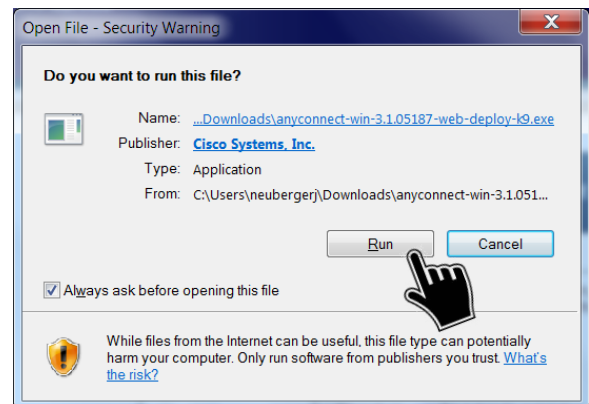 Open File - Security Warning
Do you want to run this file?
Name: ...Downloads\anyconnect-win-3.1.05187-web-deploy-k9.exe
Publisher: Cisco Systems, Inc.
Type: Application
From: C:\Users\neubergerj\Downloads\anyconnect-win-3.1.051...
Run Cancel
Always ask before opening this file
While files from the Internet can be useful, this file type can potentially
harm your computer. Only run software from publishers you trust. What's
the risk?